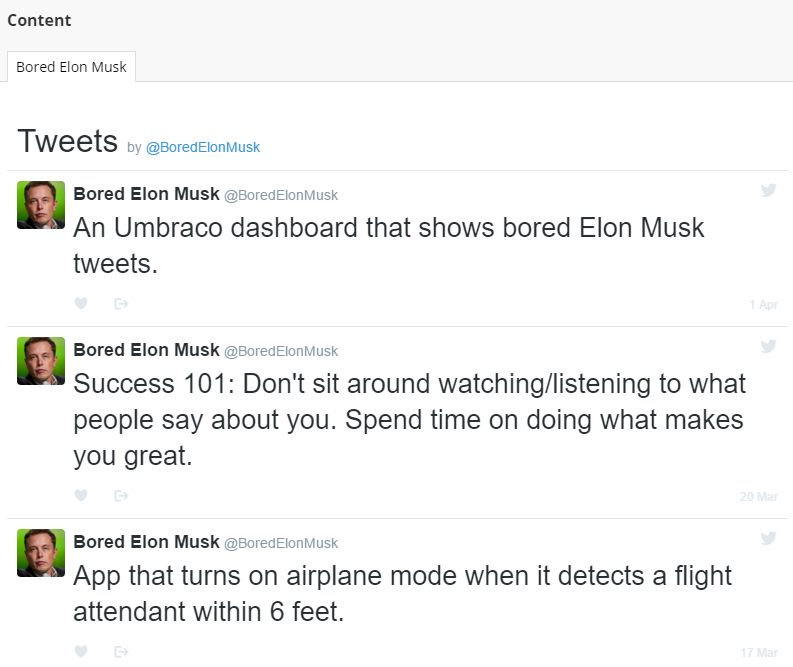 Content
Bored Elon Musk
Tweets by @BoredElonMusk
Bored Elon Musk @BoredElonMusk
An Umbraco dashboard that shows bored Elon Musk
tweets.
1 Apr
Bored Elon Musk @BoredElonMusk
Success 101: Don't sit around watching/listening to what
people say about you. Spend time on doing what makes
you great.
20 Mar
Bored Elon Musk @BoredElonMusk
App that turns on airplane mode when it detects a flight
attendant within 6 feet.
17 Mar